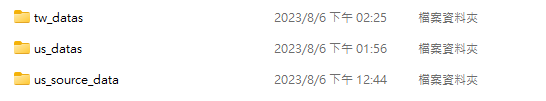 tw_datas 2023/8/6 下午 02:25 檔案資料夾
us_datas 2023/8/6 下午 01:56 檔案資料夾
us_source_data 2023/8/6 下午 12:44 檔案資料夾